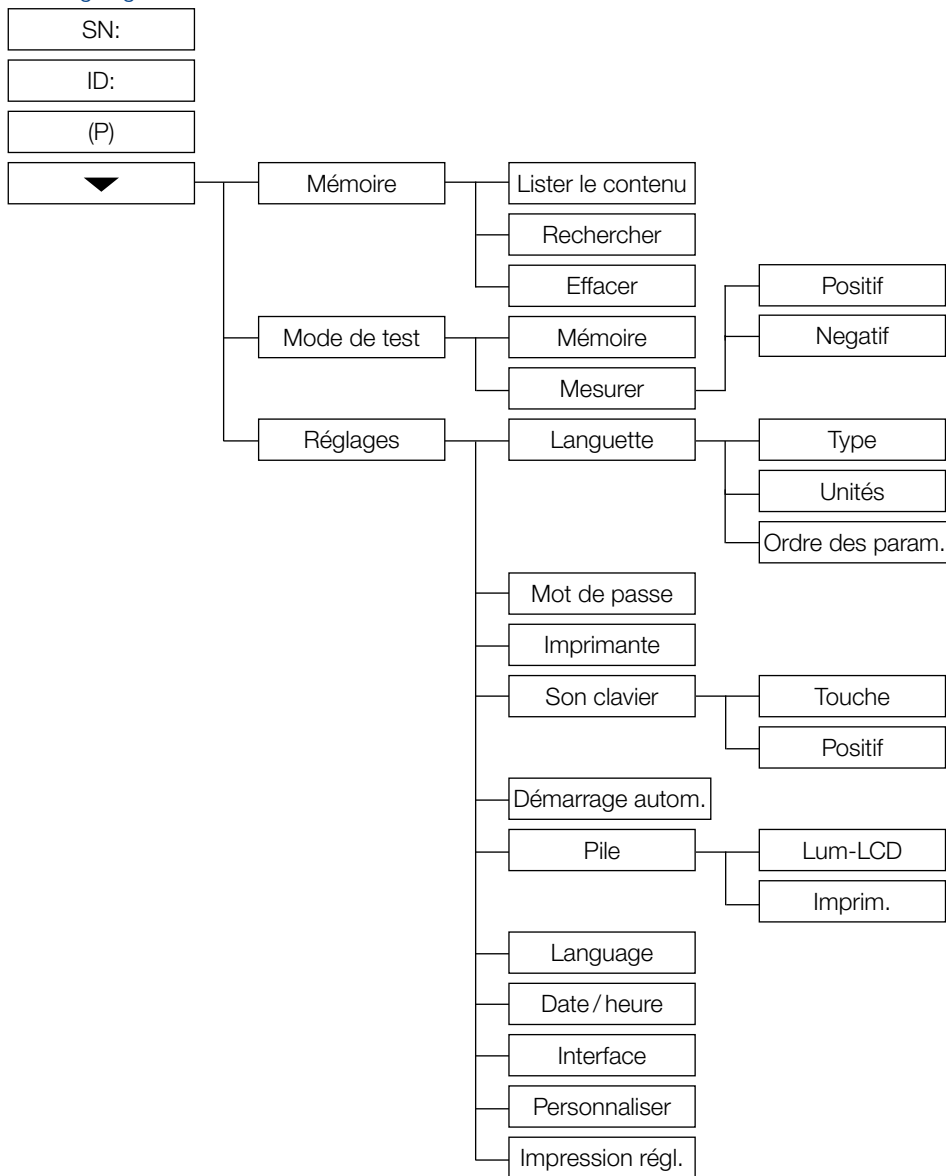 SN:
ID:
(P)
Mémoire
Lister le contenu
Rechercher
Effacer
Positif
Mode de test
Mémoire
Negatif
Mesurer
Réglages
Languette
Type
Unités
Ordre des param.
Mot de passe
Imprimante
Son clavier
Touche
Positif
Démarrage autom.
Pile
Lum-LCD
Imprim.
Language
Date / heure
Interface
Personnaliser
Impression régl.